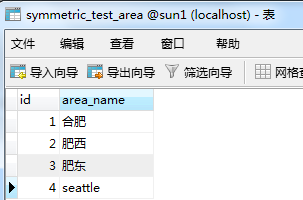 symmetric_test_area @sun1 (localhost) - 表
文件 编辑 查看 窗口 帮助
导入向导 导出向导 筛选向导 网格查
id area_name
1 合肥
2 肥西
3 肥东
4 seattle